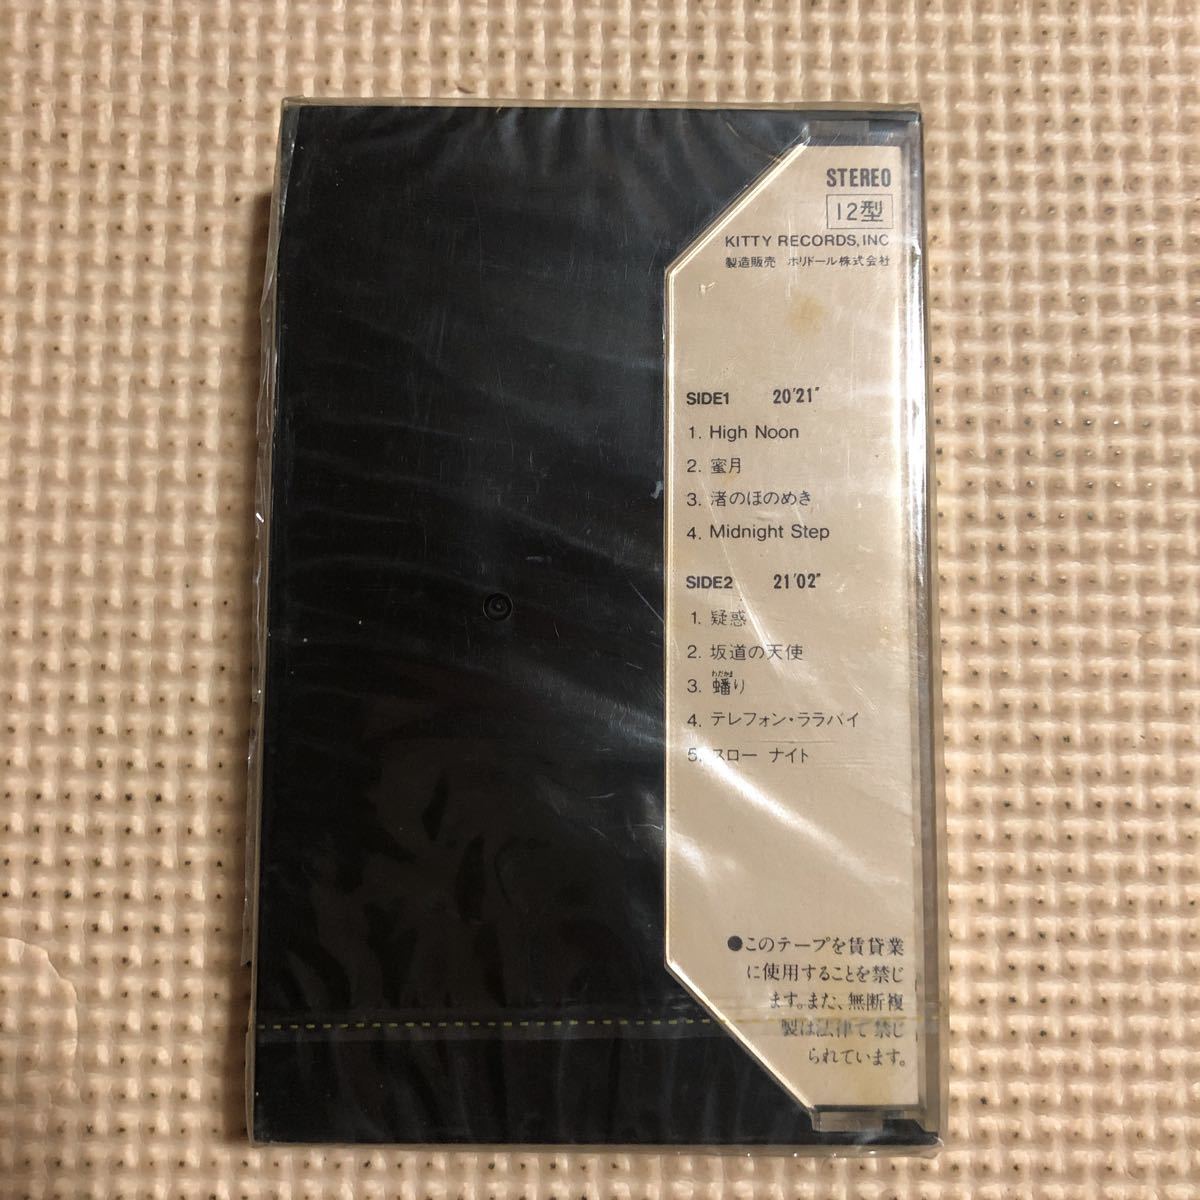 STEREO
12型
KITTY RECORDS, INC
製造販売 ポリドール株式会社
SIDE1 20'21"
1. High Noon
2. 蜜月
3. 渚のほのめき
4. Midnight Step
SIDE2 21'02"
1. 疑惑
2. 坂道の天使
わだかま
3. 蟠り
4. テレフォン・ララバイ
5. スロー ナイト
●このテープを賃貸業
に使用することを禁じ
ます。また、無断複
製は法律で禁じ
られています。